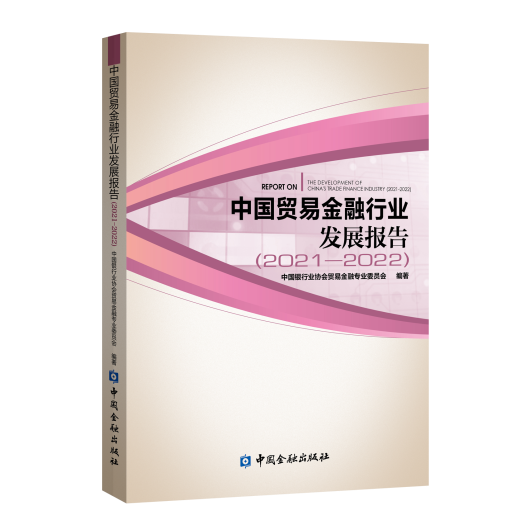 中国贸易金融行业发展报告
(2021—2022)
中国银行业协会贸易金融专业委员会 编著
中国金融出版社
REPORT ON
THE DEVELOPMENT OF
CHINA'S TRADE FINANCE INDUSTRY (2021-2022)
中国贸易金融行业
发展报告
(2021—2022)
中国银行业协会贸易金融专业委员会 编著
中国金融出版社